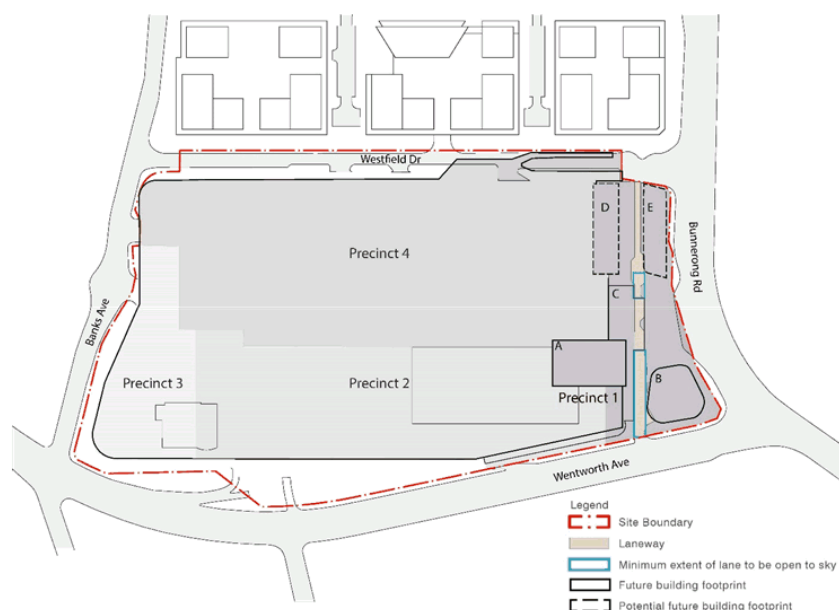 Westfield Dr
D
E
Precinct 4
Bunnerong Rd
C
Banks Ave
A
Precinct 3
Precinct 2
B
Precinct 1
Wentworth Ave
Legend
Site Boundary
Laneway
Minimum extent of lane to be open to sky
Future building footprint
Potential future building footprint